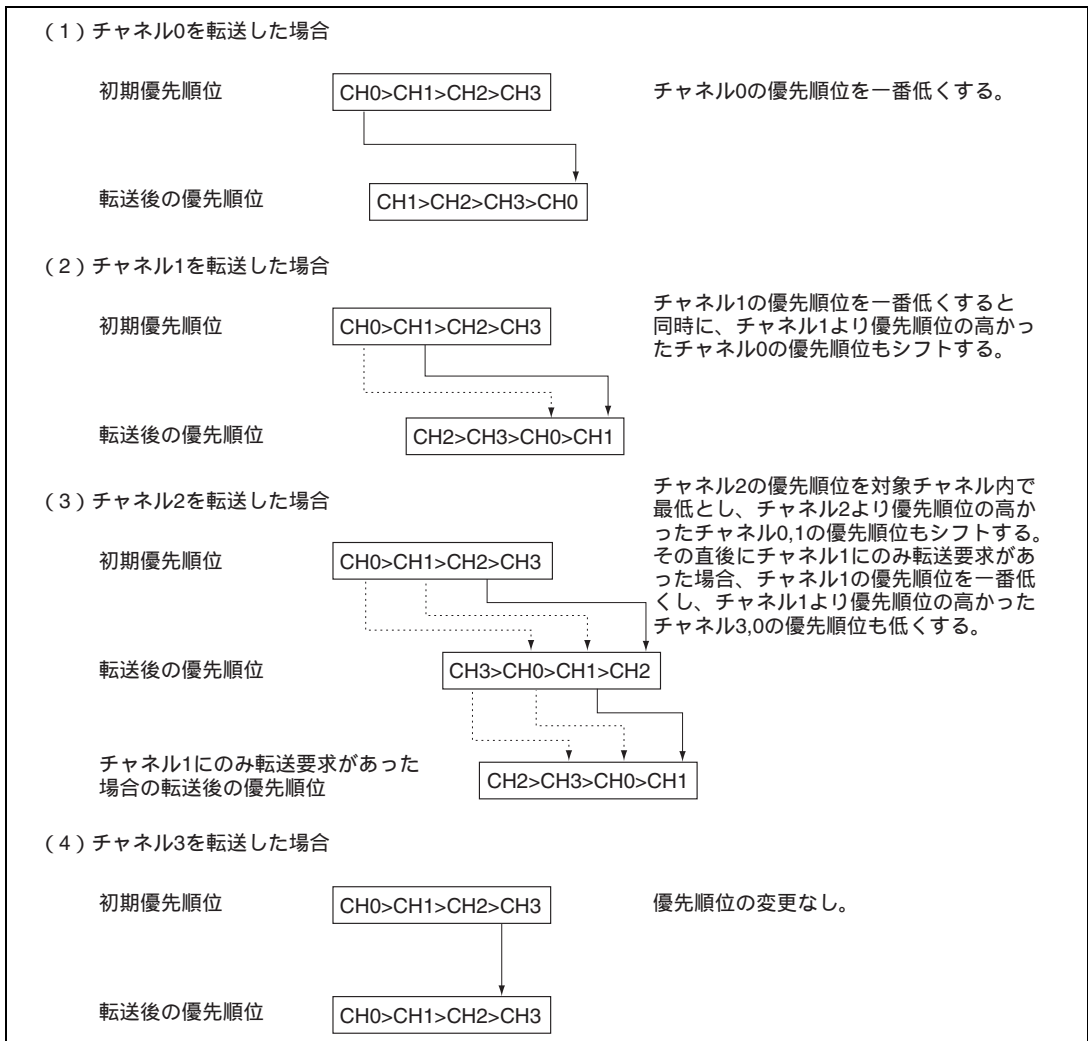 （1）チャネル0を転送した場合
初期優先順位
CH0>CH1>CH2>CH3
チャネル0の優先順位を一番低くする。
転送後の優先順位
CH1>CH2>CH3>CH0
（2）チャネル1を転送した場合
初期優先順位
CH0>CH1>CH2>CH3
チャネル1の優先順位を一番低くすると
同時に、チャネル1より優先順位の高かっ
たチャネル0の優先順位もシフトする。
転送後の優先順位
CH2>CH3>CH0>CH1
（3）チャネル2を転送した場合
チャネル2の優先順位を対象チャネル内で
最低とし、チャネル2より優先順位の高か
ったチャネル0,1の優先順位もシフトする。
その直後にチャネル1にのみ転送要求があ
った場合、チャネル1の優先順位を一番低
くし、チャネル1より優先順位の高かった
チャネル3,0の優先順位も低くする。
初期優先順位
CH0>CH1>CH2>CH3
転送後の優先順位
CH3>CH0>CH1>CH2
チャネル1にのみ転送要求があった
場合の転送後の優先順位
CH2>CH3>CH0>CH1
（4）チャネル3を転送した場合
初期優先順位
CH0>CH1>CH2>CH3
優先順位の変更なし。
転送後の優先順位
CH0>CH1>CH2>CH3